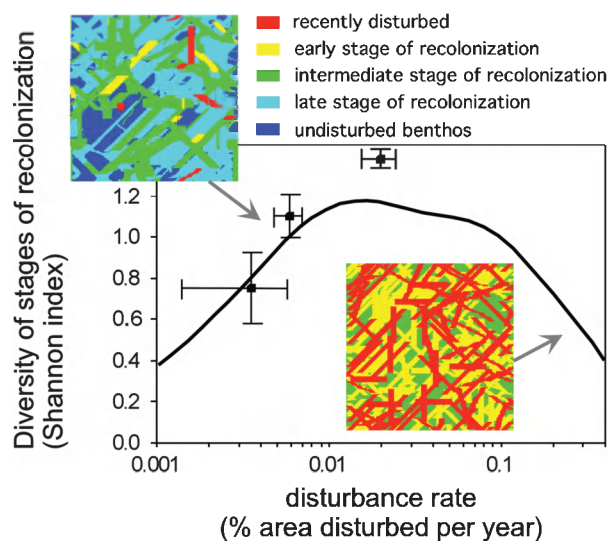 recently disturbed
early stage of recolonization
intermediate stage of recolonization
late stage of recolonization
undisturbed benthos
Diversity of stages of recolonization
(Shannon index)
1.2
1.0
0.8
0.6
0.4
0.2
0.0
0.001
0.01
0.1
disturbance rate
(% area disturbed per year)